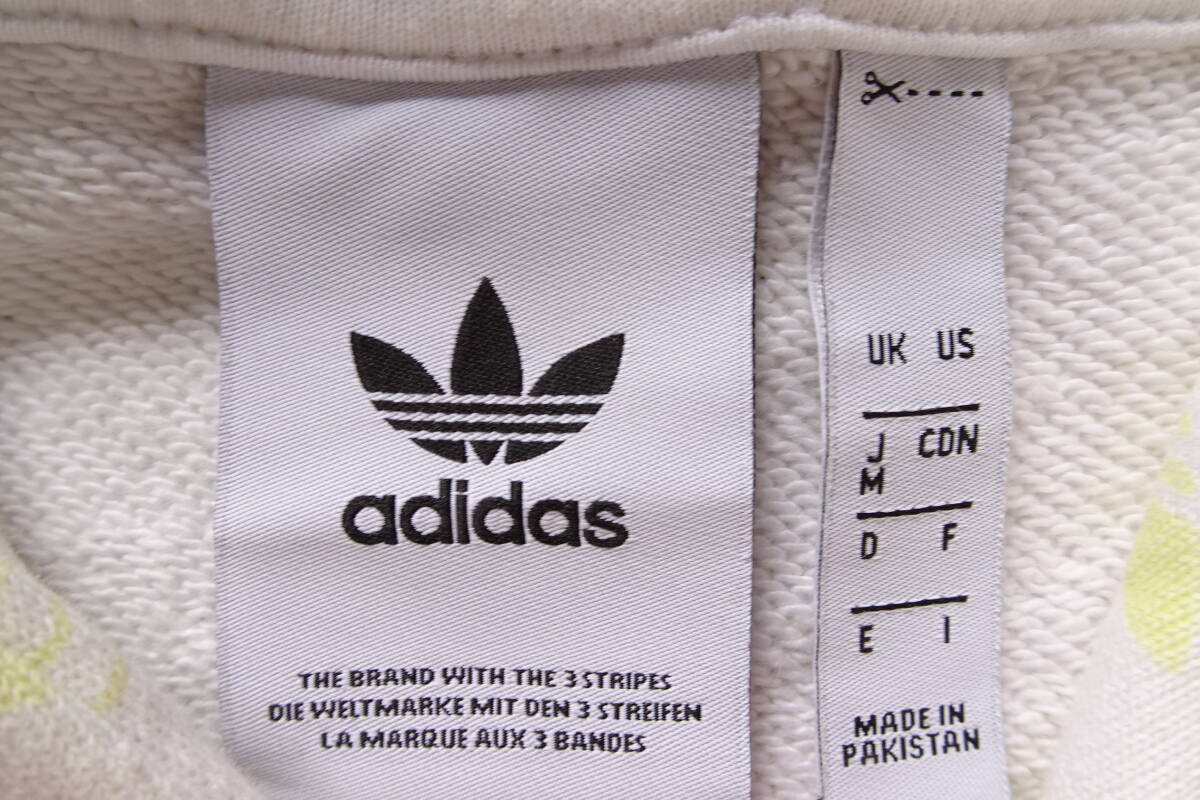 adidas
THE BRAND WITH THE 3 STRIPES
DIE WELTMARKE MIT DEN 3 STREIFEN
LA MARQUE AUX 3 BANDES
UK US
J CDN
M
D F
E I
MADE IN
PAKISTAN